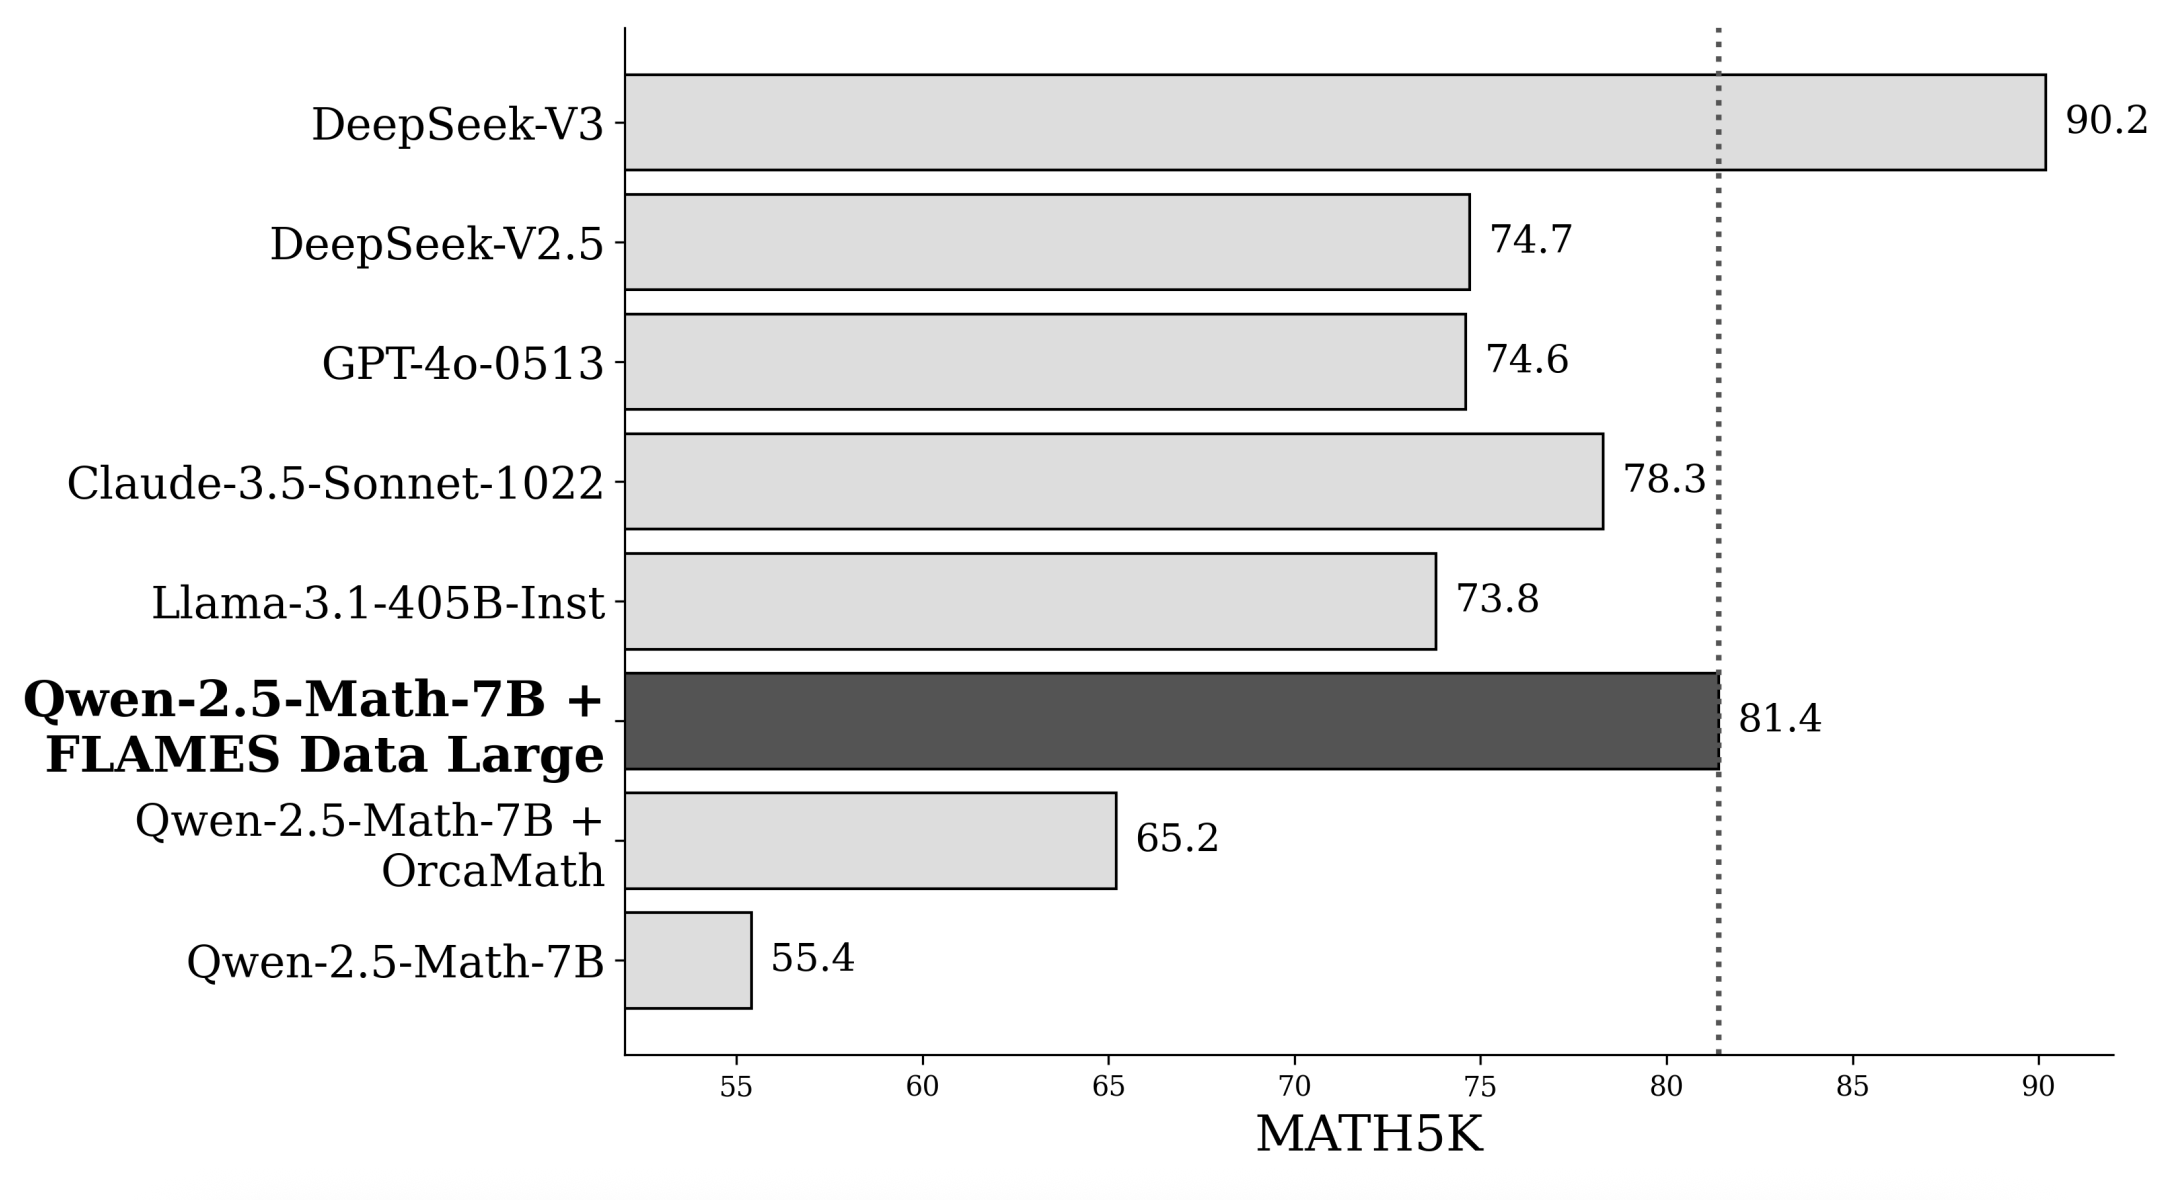 DeepSeek-V3
90.2
DeepSeek-V2.5
74.7
GPT-4o-0513
74.6
Claude-3.5-Sonnet-1022
78.3
Llama-3.1-405B-Inst
73.8
Qwen-2.5-Math-7B +
FLAMES Data Large
81.4
Qwen-2.5-Math-7B +
OrcaMath
65.2
Qwen-2.5-Math-7B
55.4
55 60 65 70 75 80 85 90
MATH5K